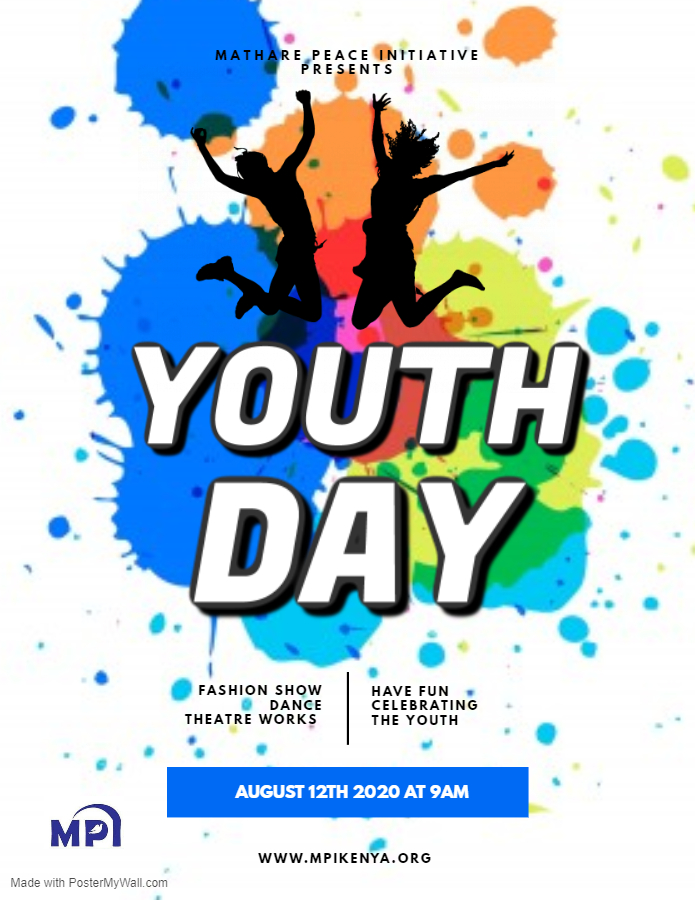 MATHARE PEACE INITIATIVE
PRESENTS
YOUTH
DAY
FASHION SHOW
DANCE
THEATRE WORKS
HAVE FUN
CELEBRATING
THE YOUTH
AUGUST 12TH 2020 AT 9AM
MPI
WWW.MPIKENYA.ORG
Made with PosterMyWall.com